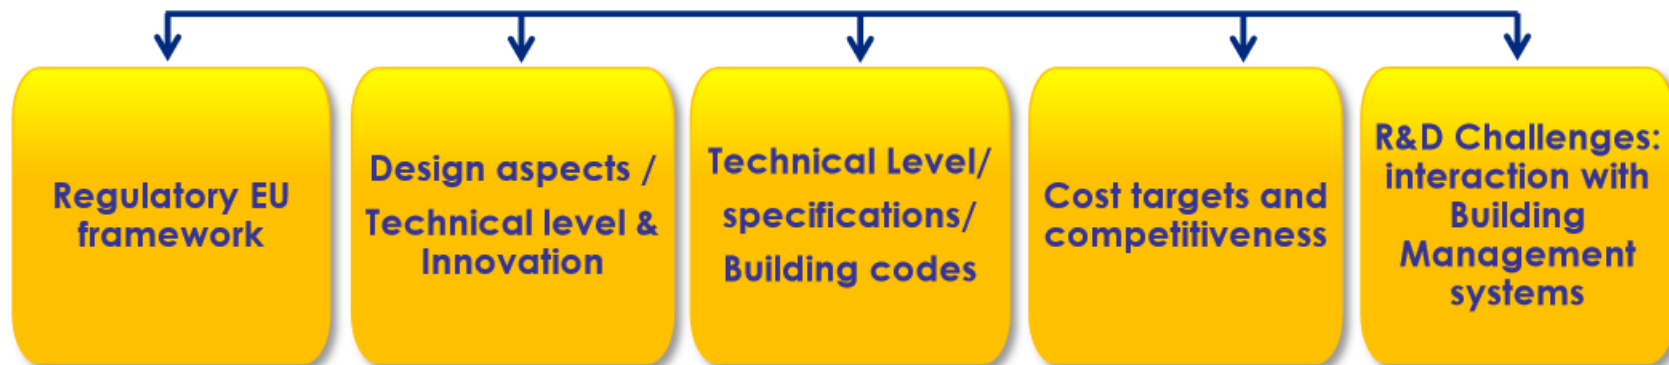 Regulatory EU
framework
Design aspects /
Technical level &
Innovation
Technical Level/
specifications/
Building codes
Cost targets and
competitiveness
R&D Challenges:
interaction with
Building
Management
systems